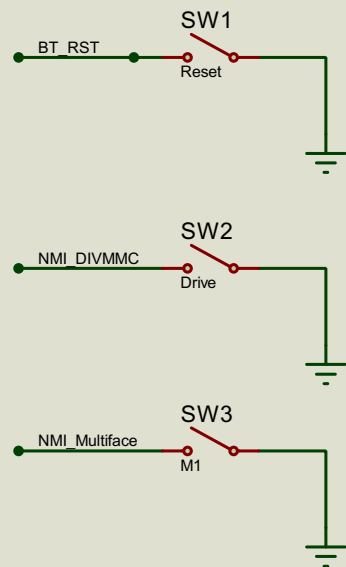 SW1
BT_RST
Reset
SW2
NMI_DIVMMC
Drive
SW3
NMI_Multiface
M1